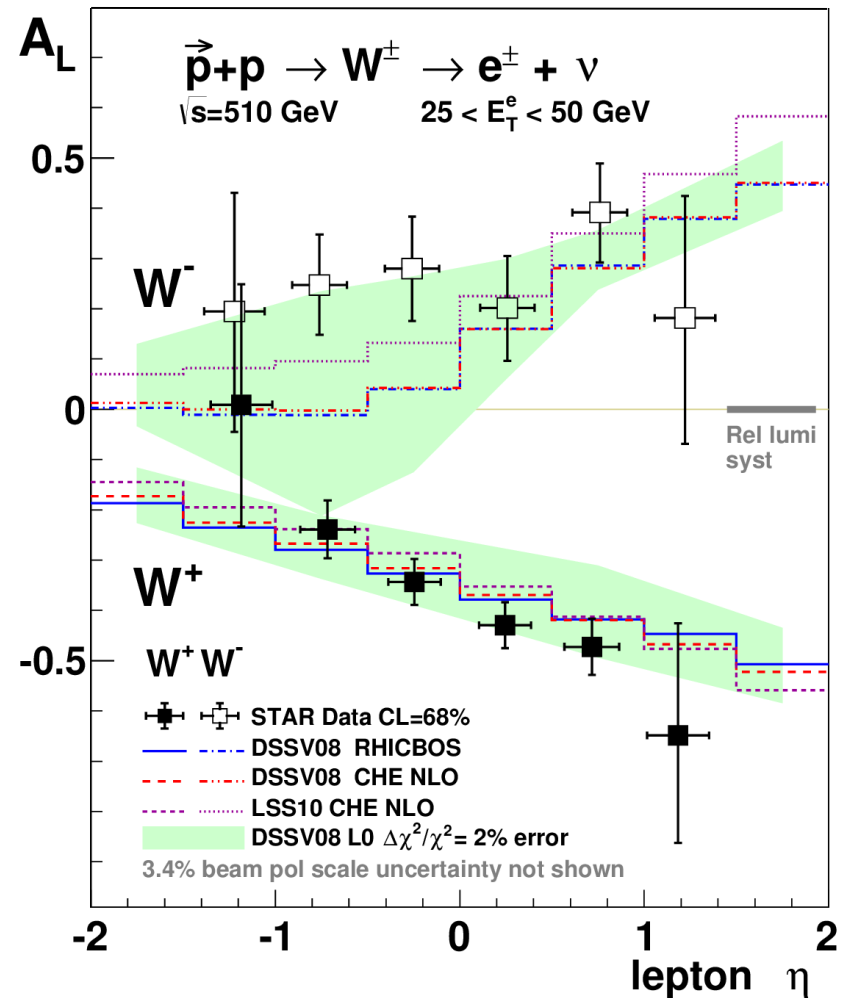 A_L
p⃗+p → W^± → e^± + ν
√s=510 GeV 25 < E_T^e < 50 GeV
0.5
W^-
0
Rel lumi
syst
W^+
-0.5
W^+ W^-
STAR Data CL=68%
DSSV08 RHICBOS
DSSV08 CHE NLO
LSS10 CHE NLO
DSSV08 L0 Δχ²/χ²= 2% error
3.4% beam pol scale uncertainty not shown
-2 -1 0 1 2
lepton η